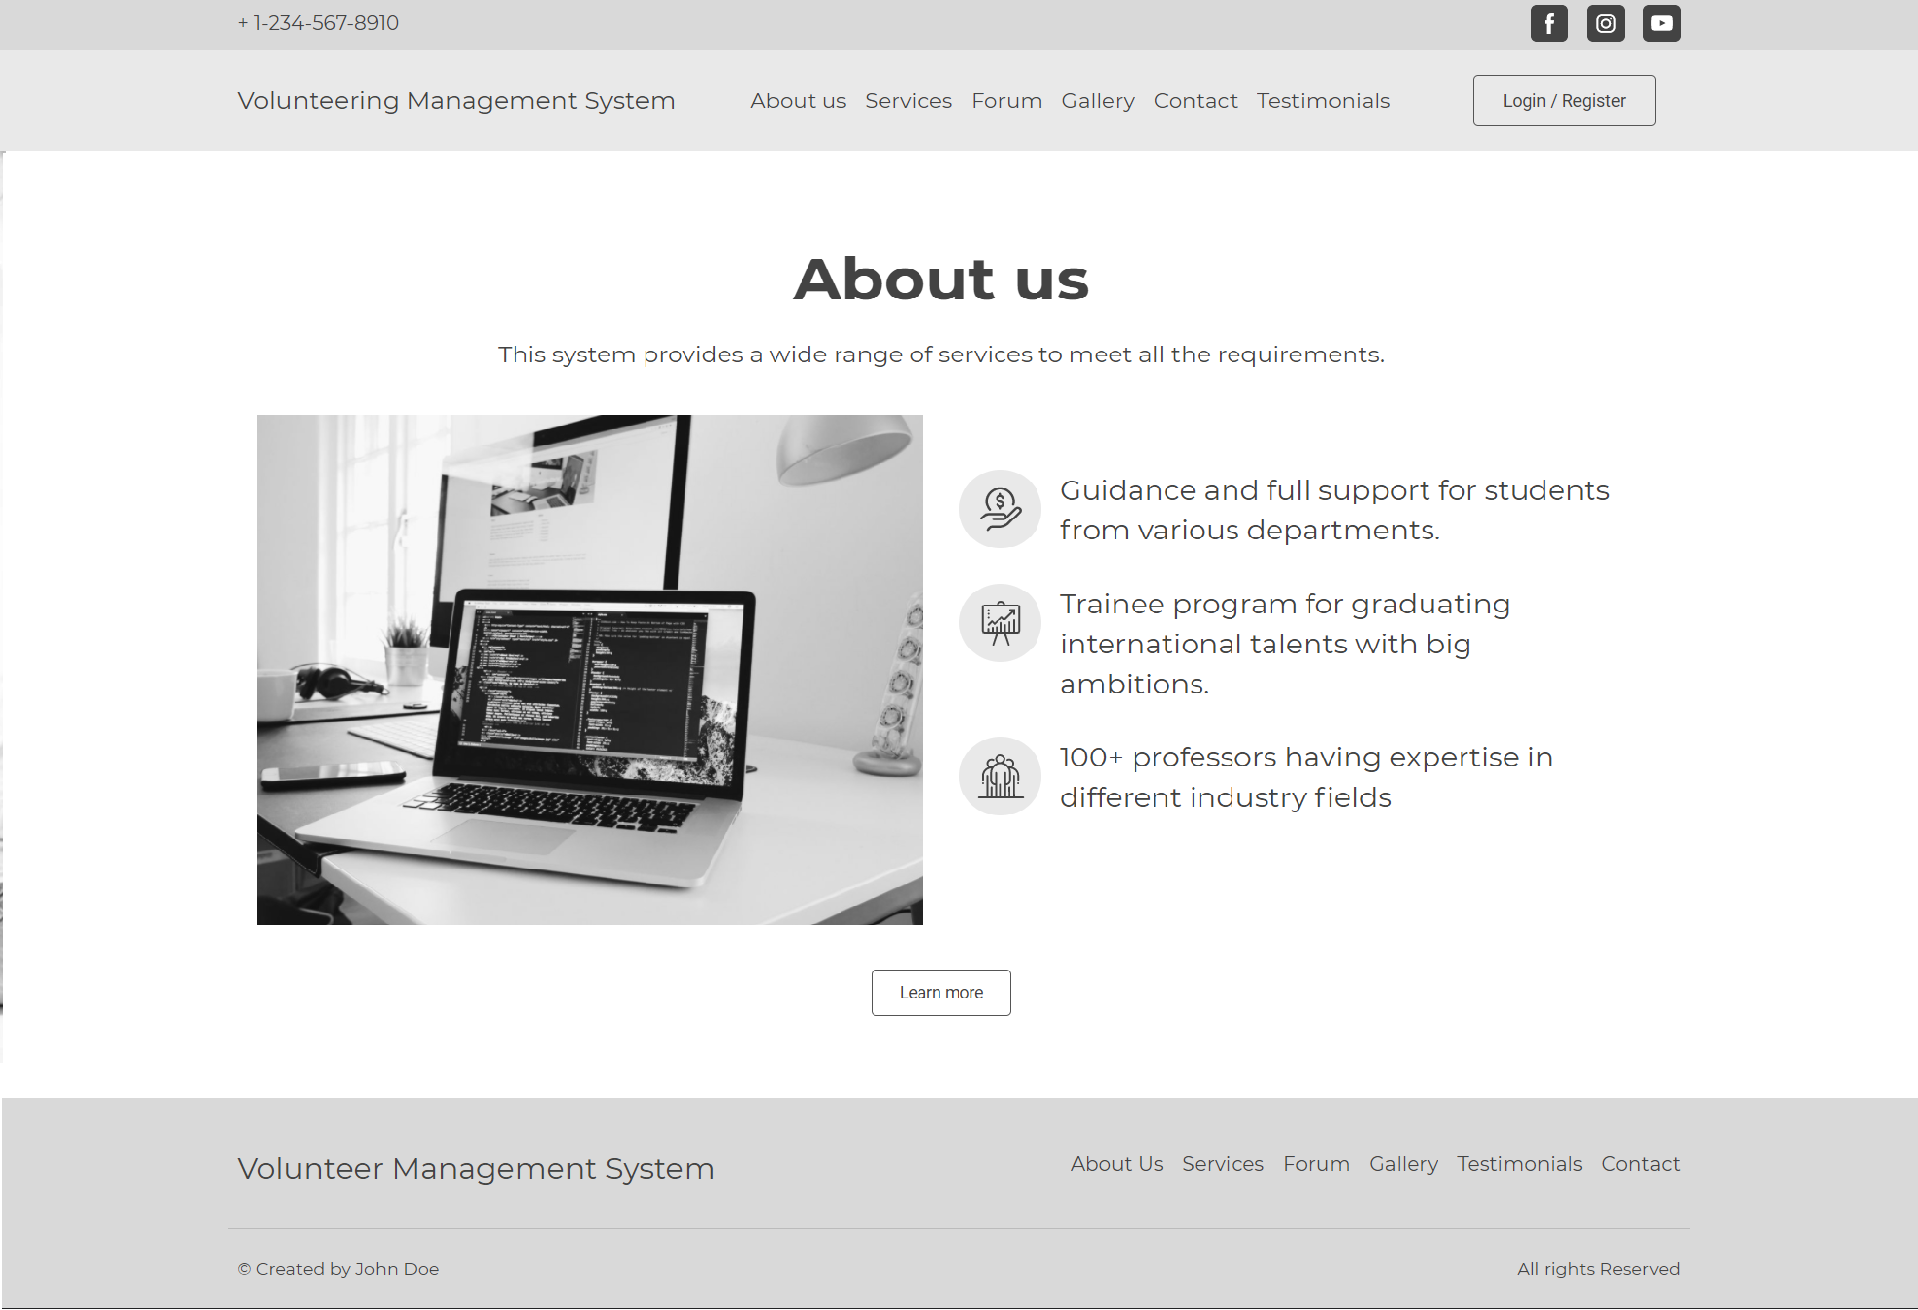 + 1-234-567-8910
Volunteering Management System About us Services Forum Gallery Contact Testimonials Login / Register
About us
This system provides a wide range of services to meet all the requirements.
Guidance and full support for students
from various departments.
Trainee program for graduating
international talents with big
ambitions.
100+ professors having expertise in
different industry fields
Learn more
Volunteer Management System About Us Services Forum Gallery Testimonials Contact
© Created by John Doe All rights Reserved